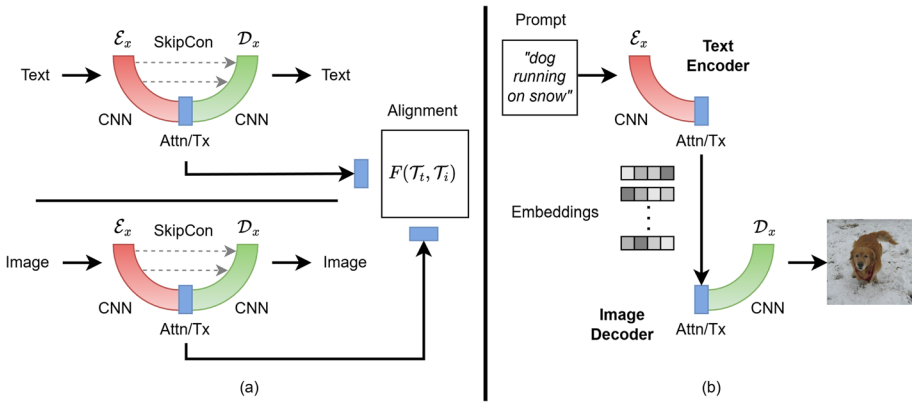 ℰₓ SkipCon 𝒟ₓ
Text
Text
CNN
CNN
Attn/Tx
Alignment
F(𝒯ₜ, 𝒯ᵢ)
ℰₓ SkipCon 𝒟ₓ
Image
Image
CNN
CNN
Attn/Tx
(a)
Prompt
"dog
running
on snow"
ℰₓ
Text
Encoder
CNN
Attn/Tx
Embeddings
𝒟ₓ
Image
Decoder
CNN
Attn/Tx
(b)